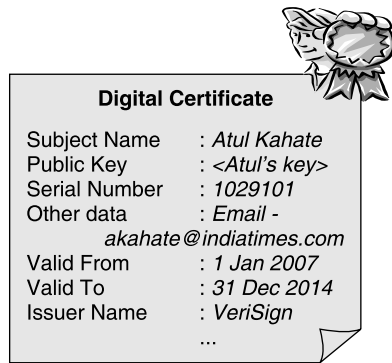 Digital Certificate
Subject Name : Atul Kahate
Public Key : <Atul's key>
Serial Number : 1029101
Other data : Email -
akahate@indiatimes.com
Valid From : 1 Jan 2007
Valid To : 31 Dec 2014
Issuer Name : VeriSign
...